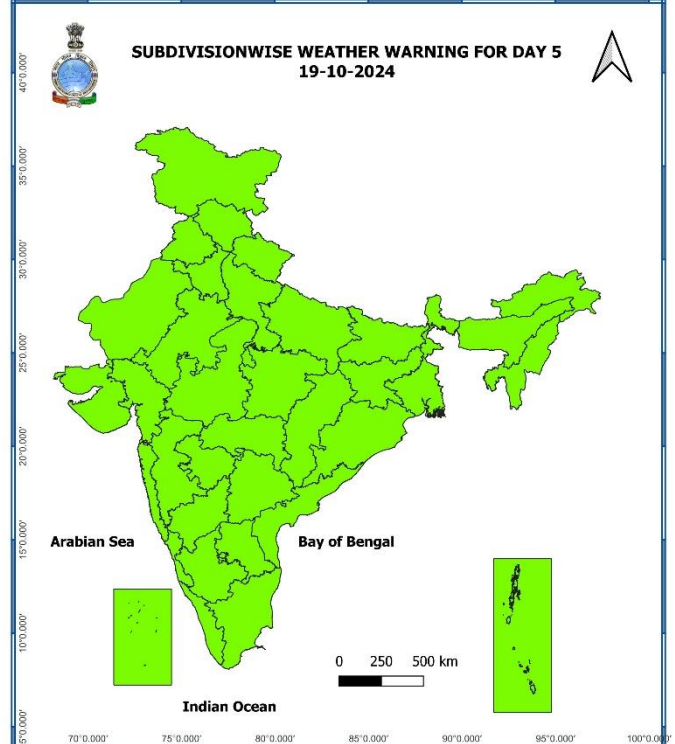 SUBDIVISIONWISE WEATHER WARNING FOR DAY 5
19-10-2024
40°0.000'
35°0.000'
30°0.000'
25°0.000'
20°0.000'
15°0.000'
10°0.000'
5°0.000'
Arabian Sea
Bay of Bengal
0 250 500 km
Indian Ocean
70°0.000' 75°0.000' 80°0.000' 85°0.000' 90°0.000' 95°0.000' 100°0.000'